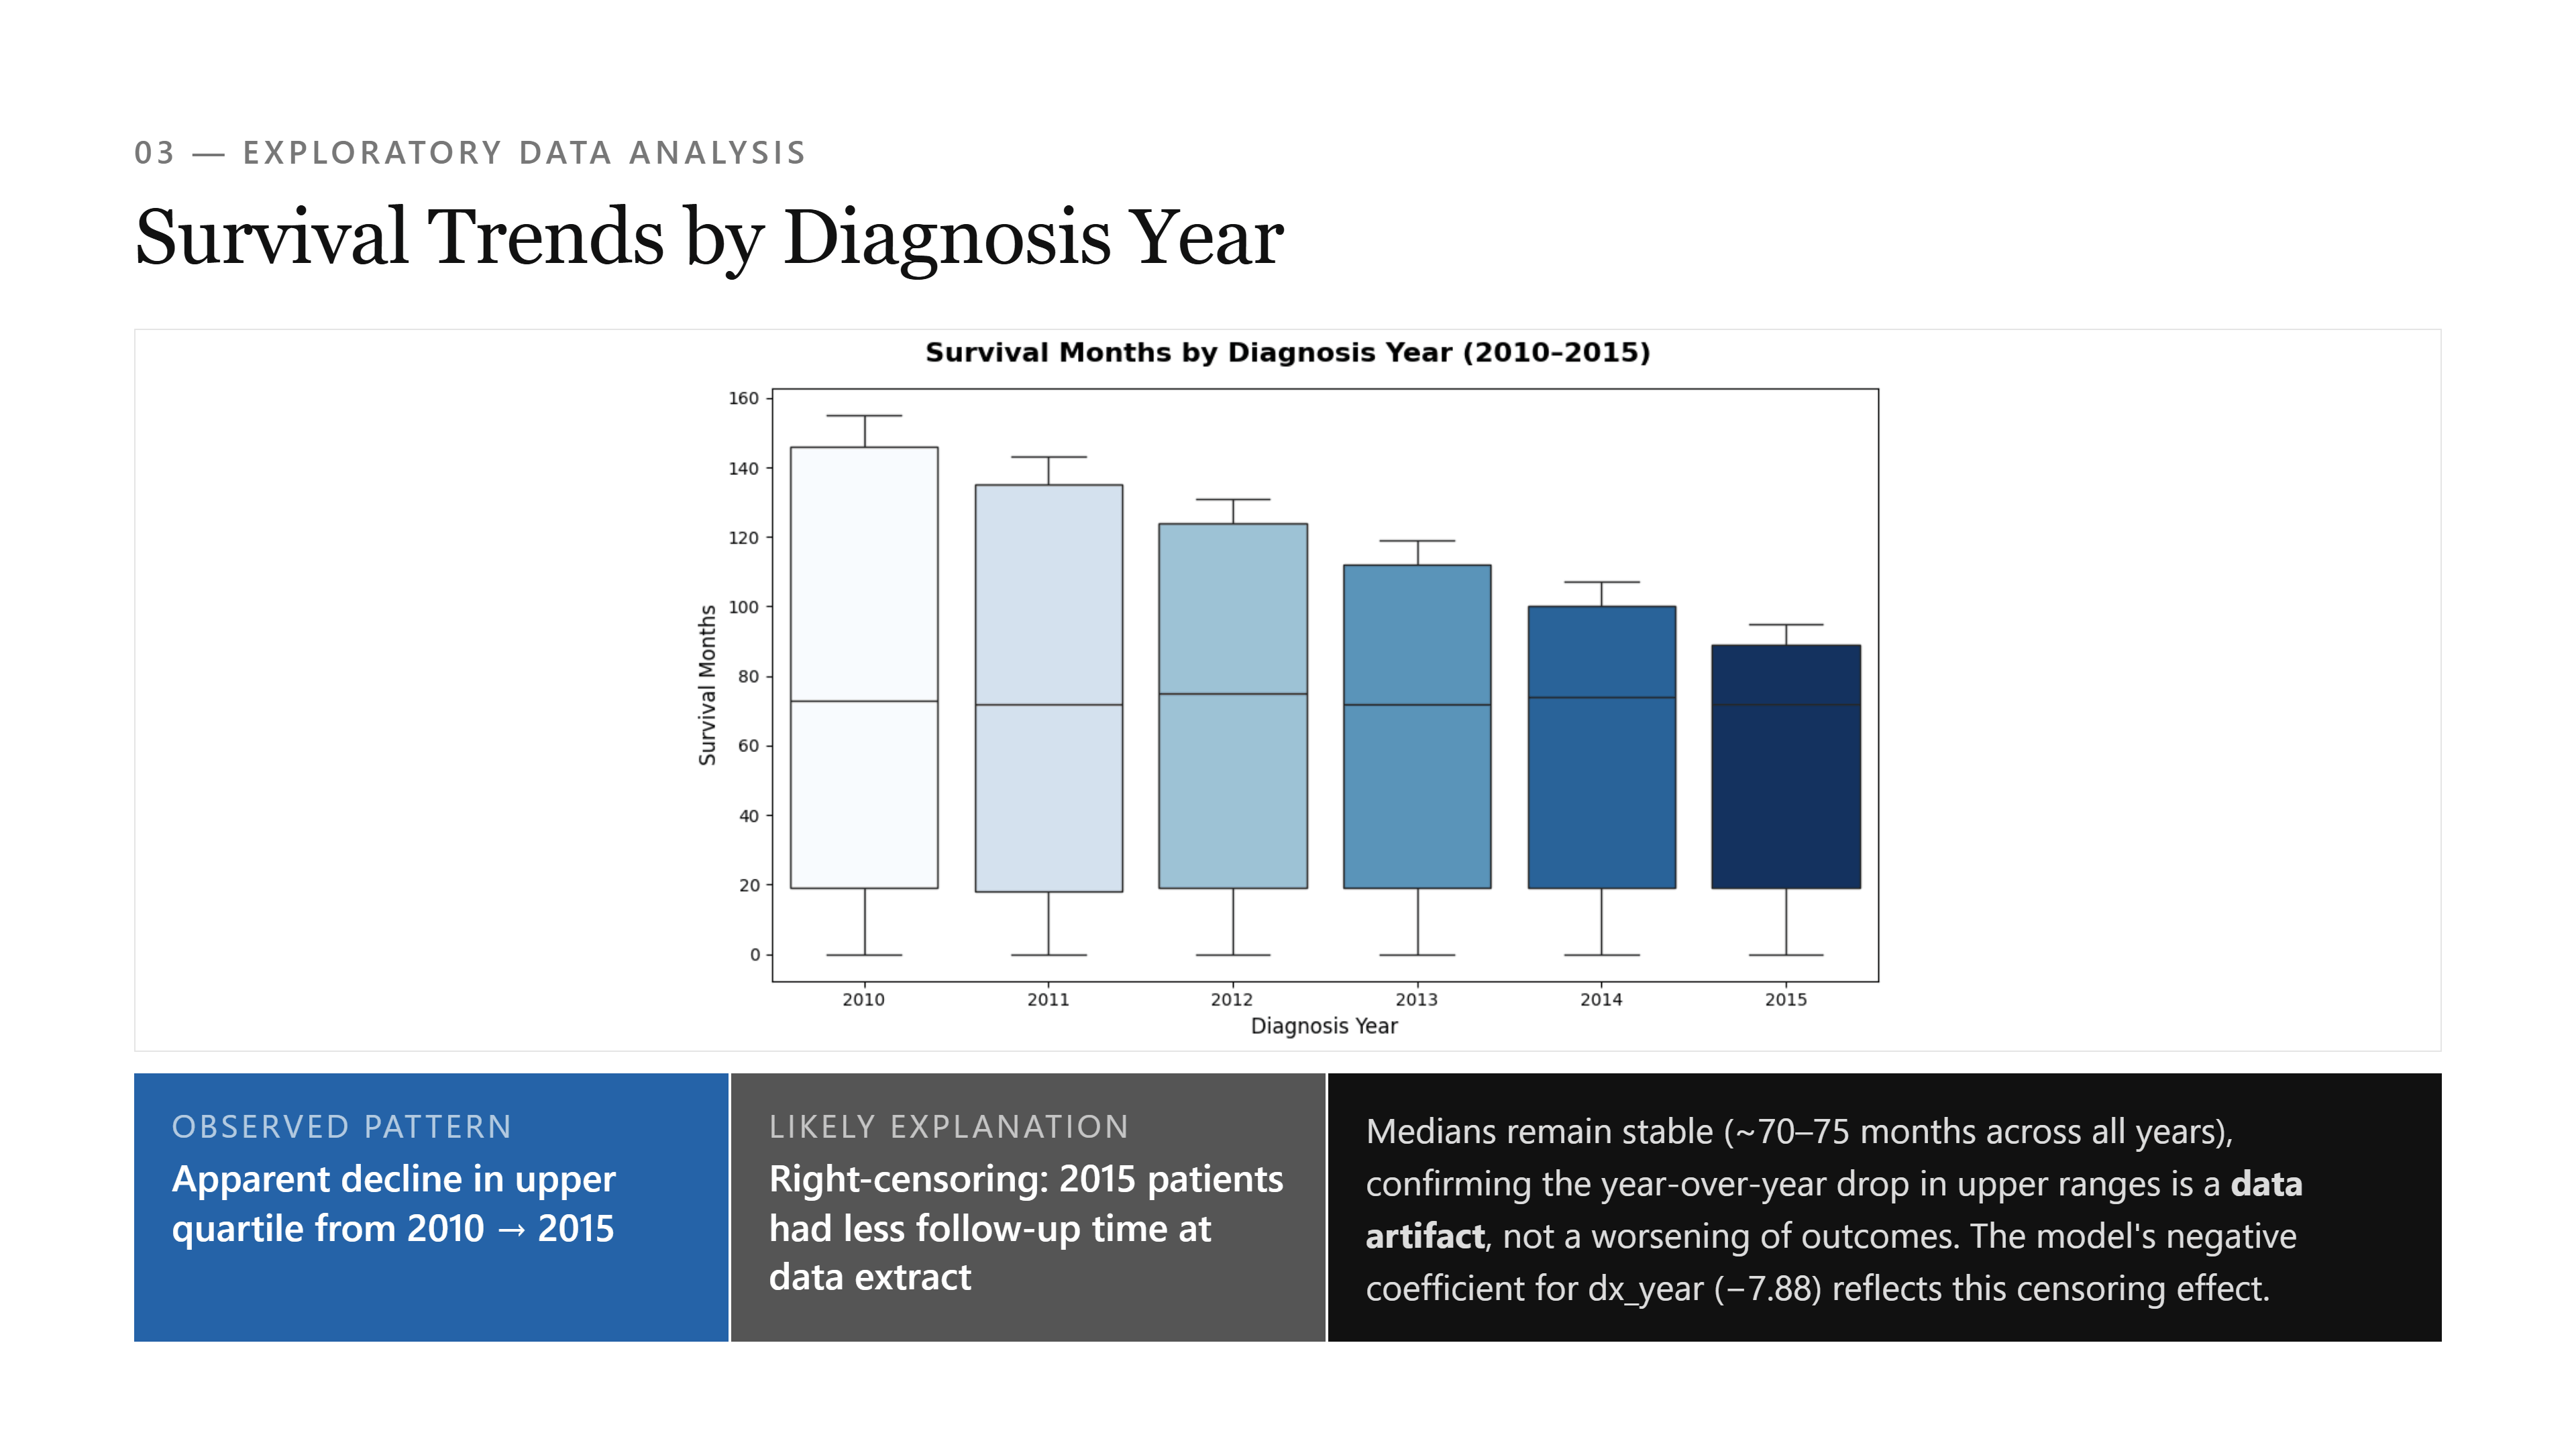 03 — EXPLORATORY DATA ANALYSIS
Survival Trends by Diagnosis Year
Survival Months by Diagnosis Year (2010–2015)
Survival Months
160
140
120
100
80
60
40
20
0
2010 2011 2012 2013 2014 2015
Diagnosis Year
OBSERVED PATTERN
Apparent decline in upper
quartile from 2010 → 2015
LIKELY EXPLANATION
Right-censoring: 2015 patients
had less follow-up time at
data extract
Medians remain stable (~70–75 months across all years),
confirming the year-over-year drop in upper ranges is a data
artifact, not a worsening of outcomes. The model's negative
coefficient for dx_year (−7.88) reflects this censoring effect.